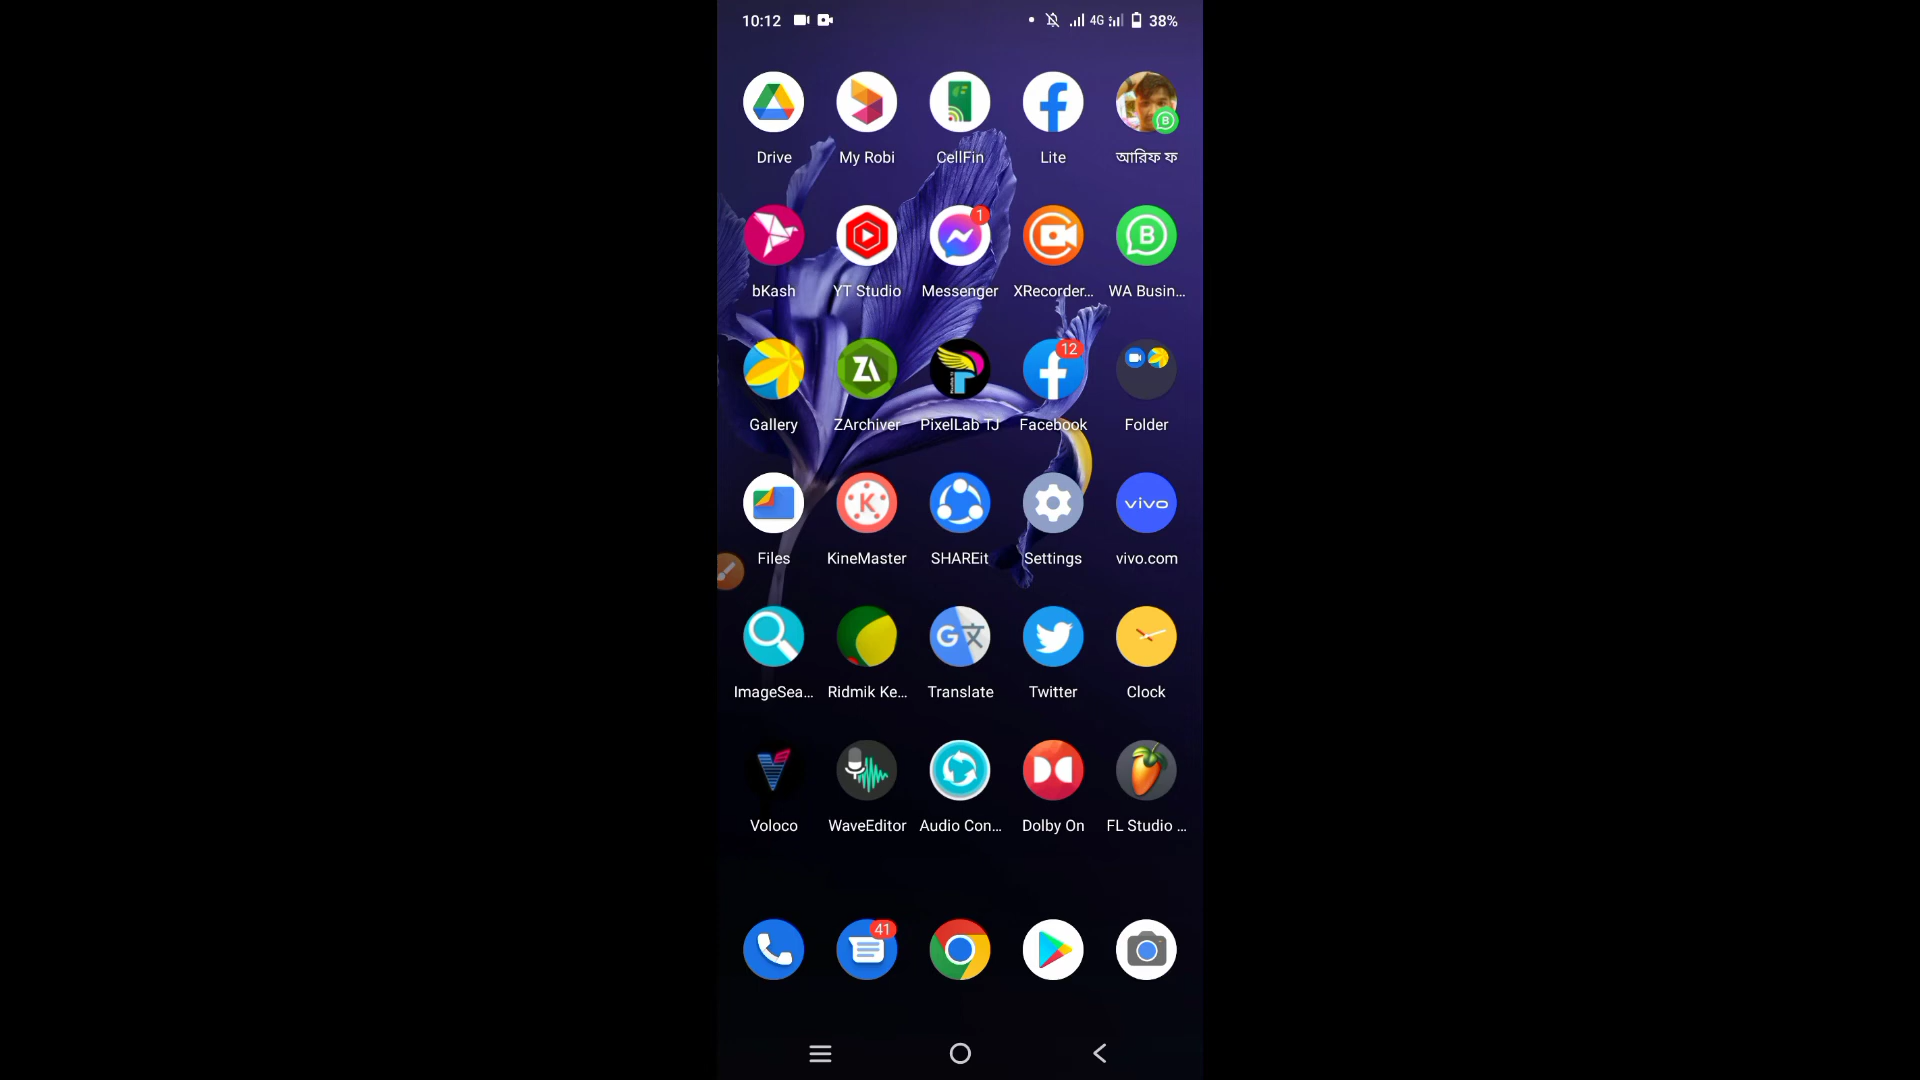 10:12 4G 38%
Drive My Robi CellFin Lite আরিফ ফ
B
1
B
bKash YT Studio Messenger XRecorder... WA Busin...
ZA 12
Gallery ZArchiver PixelLab TJ Facebook Folder
K vivo
Files KineMaster SHAREit Settings vivo.com
G 文
ImageSea... Ridmik Ke... Translate Twitter Clock
Voloco WaveEditor Audio Con... Dolby On FL Studio ...
41